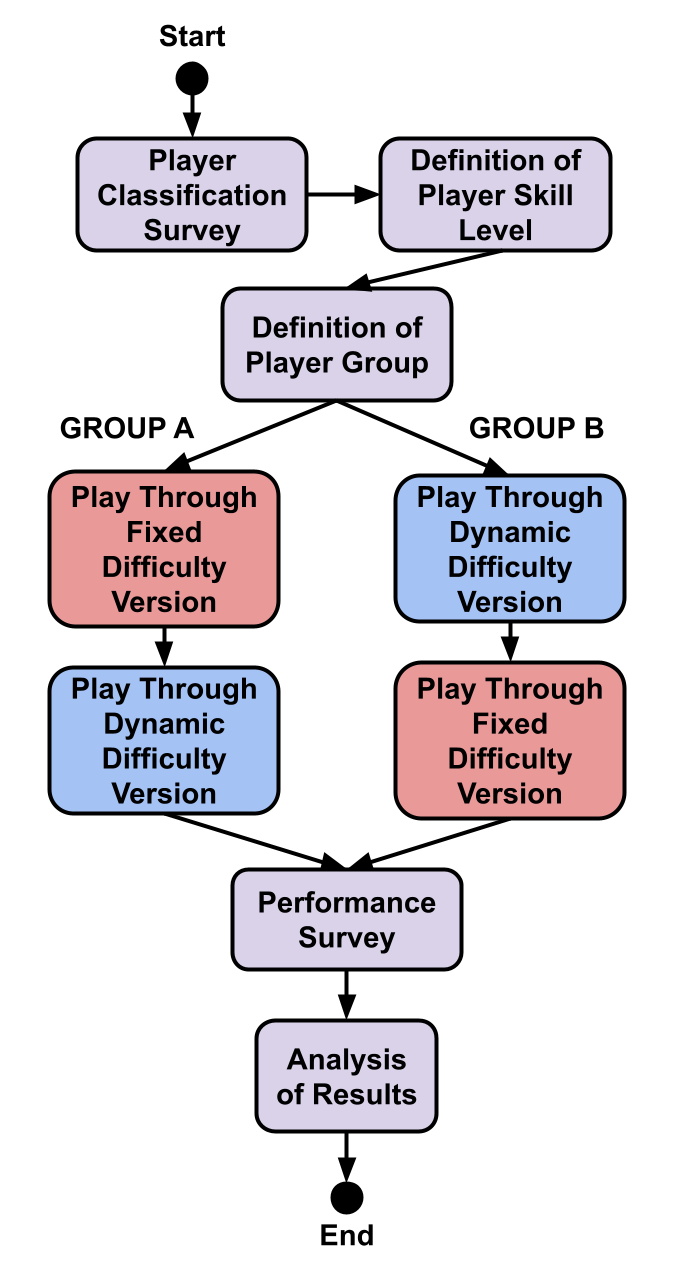 Start
Player
Classification
Survey
Definition of
Player Skill
Level
Definition of
Player Group
GROUP A
GROUP B
Play Through
Fixed
Difficulty
Version
Play Through
Dynamic
Difficulty
Version
Play Through
Dynamic
Difficulty
Version
Play Through
Fixed
Difficulty
Version
Performance
Survey
Analysis
of Results
End